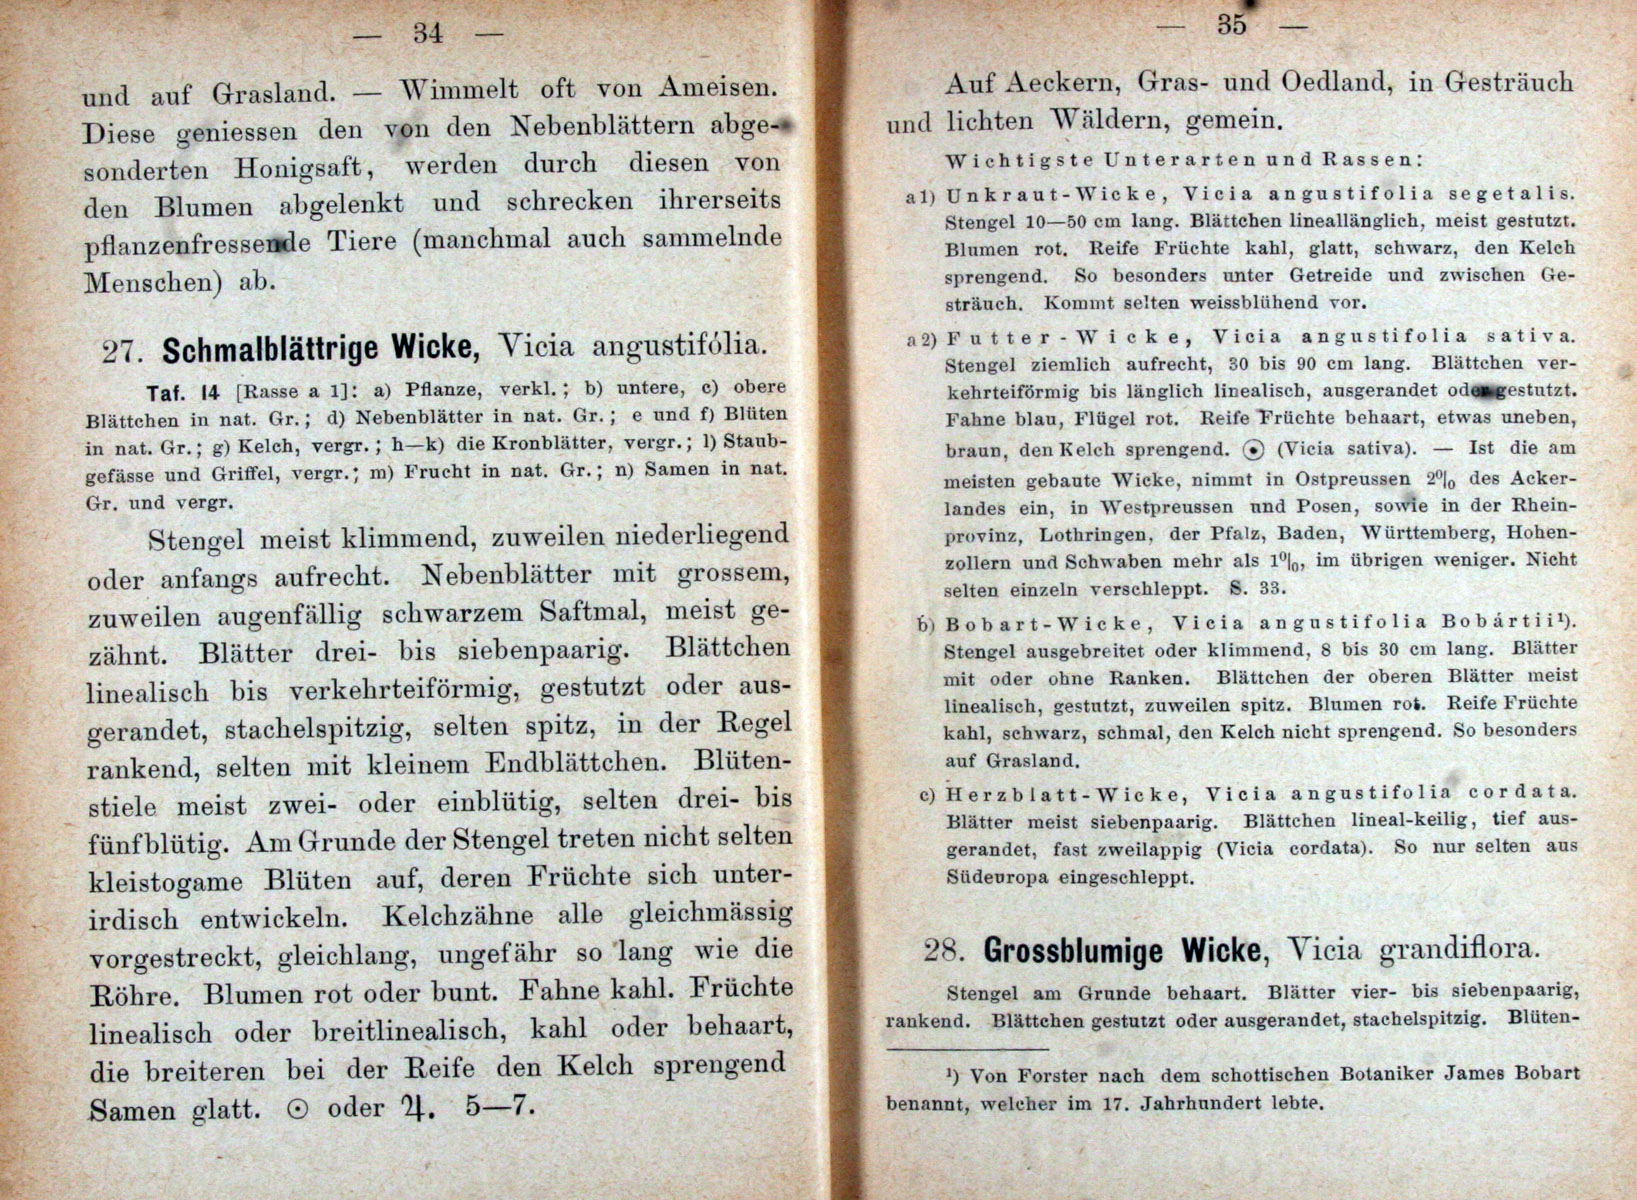 — 34 —
und auf Grasland. — Wimmelt oft von Ameisen.
Diese geniessen den von den Nebenblättern abge-
sonderten Honigsaft, werden durch diesen von
den Blumen abgelenkt und schrecken ihrerseits
pflanzenfressende Tiere (manchmal auch sammelnde
Menschen) ab.
27. Schmalblättrige Wicke, Vicia angustifólia.
Taf. 14 [Rasse a 1]: a) Pflanze, verkl.; b) untere, c) obere
Blättchen in nat. Gr.; d) Nebenblätter in nat. Gr.; e und f) Blüten
in nat. Gr.; g) Kelch, vergr.; h—k) die Kronblätter, vergr.; l) Staub-
gefässe und Griffel, vergr.; m) Frucht in nat. Gr.; n) Samen in nat.
Gr. und vergr.
Stengel meist klimmend, zuweilen niederliegend
oder anfangs aufrecht. Nebenblätter mit grossem,
zuweilen augenfällig schwarzem Saftmal, meist ge-
zähnt. Blätter drei- bis siebenpaarig. Blättchen
linealisch bis verkehrteiförmig, gestutzt oder aus-
gerandet, stachelspitzig, selten spitz, in der Regel
rankend, selten mit kleinem Endblättchen. Blüten-
stiele meist zwei- oder einblütig, selten drei- bis
fünfblütig. Am Grunde der Stengel treten nicht selten
kleistogame Blüten auf, deren Früchte sich unter-
irdisch entwickeln. Kelchzähne alle gleichmässig
vorgestreckt, gleichlang, ungefähr so lang wie die
Röhre. Blumen rot oder bunt. Fahne kahl. Früchte
linealisch oder breitlinealisch, kahl oder behaart,
die breiteren bei der Reife den Kelch sprengend
Samen glatt. ⊙ oder ♃. 5—7.
— 35 —
Auf Aeckern, Gras- und Oedland, in Gesträuch
und lichten Wäldern, gemein.
Wichtigste Unterarten und Rassen:
a1) Unkraut-Wicke, Vicia angustifolia segetalis.
Stengel 10—50 cm lang. Blättchen lineallänglich, meist gestutzt.
Blumen rot. Reife Früchte kahl, glatt, schwarz, den Kelch
sprengend. So besonders unter Getreide und zwischen Ge-
sträuch. Kommt selten weissblühend vor.
a2) Futter-Wicke, Vicia angustifolia sativa.
Stengel ziemlich aufrecht, 30 bis 90 cm lang. Blättchen ver-
kehrteiförmig bis länglich linealisch, ausgerandet oder gestutzt.
Fahne blau, Flügel rot. Reife Früchte behaart, etwas uneben,
braun, den Kelch sprengend. ⊙ (Vicia sativa). — Ist die am
meisten gebaute Wicke, nimmt in Ostpreussen 2% des Acker-
landes ein, in Westpreussen und Posen, sowie in der Rhein-
provinz, Lothringen, der Pfalz, Baden, Württemberg, Hohen-
zollern und Schwaben mehr als 1%, im übrigen weniger. Nicht
selten einzeln verschleppt. S. 33.
b) Bobart-Wicke, Vicia angustifolia Bobártii¹).
Stengel ausgebreitet oder klimmend, 8 bis 30 cm lang. Blätter
mit oder ohne Ranken. Blättchen der oberen Blätter meist
linealisch, gestutzt, zuweilen spitz. Blumen rot. Reife Früchte
kahl, schwarz, schmal, den Kelch nicht sprengend. So besonders
auf Grasland.
c) Herzblatt-Wicke, Vicia angustifolia cordata.
Blätter meist siebenpaarig. Blättchen lineal-keilig, tief aus-
gerandet, fast zweilappig (Vicia cordata). So nur selten aus
Südeuropa eingeschleppt.
28. Grossblumige Wicke, Vicia grandiflora.
Stengel am Grunde behaart. Blätter vier- bis siebenpaarig,
rankend. Blättchen gestutzt oder ausgerandet, stachelspitzig. Blüten-
¹) Von Forster nach dem schottischen Botaniker James Bobart
benannt, welcher im 17. Jahrhundert lebte.